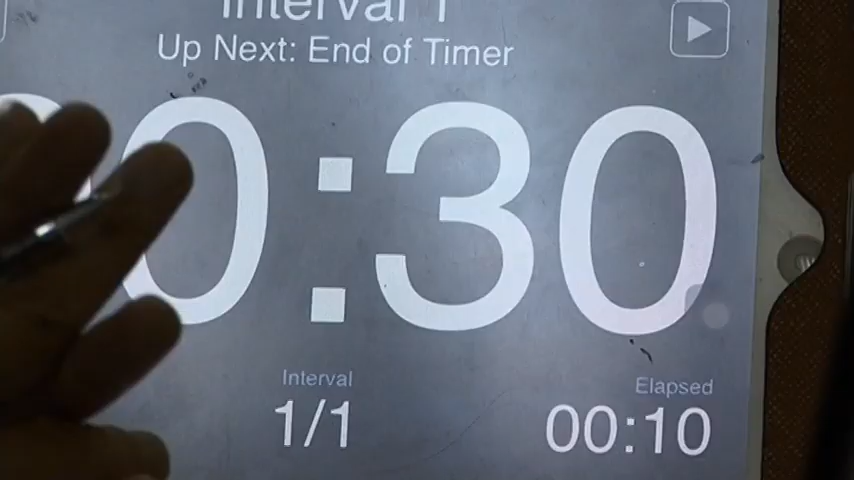 Interval 1
Up Next: End of Timer
0:30
Interval
Elapsed
1/1
00:10